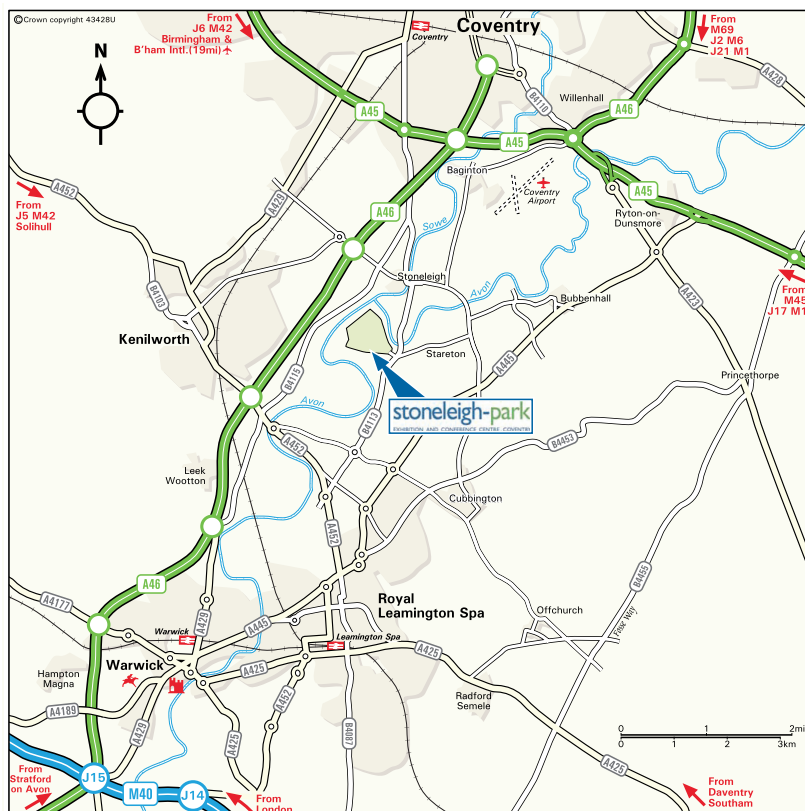 ©Crown copyright 43428U
From
J6 M42
Birmingham &
B'ham Intl.(19mi)
Coventry
Coventry
From
M69
J2 M6
J21 M1
N
A428
Willenhall
B4110
A46
A45
A45
Baginton
Coventry
Airport
A45
A452
From
J5 M42
Solihull
A429
A46
Sowe
Ryton-on-
Dunsmore
Stoneleigh
Avon
Bubbenhall
A423
From
M45
J17 M1
B4103
Kenilworth
Stareton
A445
B4115
Princethorpe
Avon
stoneleigh-park
EXHIBITION AND CONFERENCE CENTRE, COVENTRY
B4113
A452
B4453
Leek
Wootton
Cubbington
A452
A46
B4455
A4177
Royal
Leamington Spa
Offchurch
Fosse Way
A429
A445
Warwick
Leamington Spa
Warwick
A425
A425
Hampton
Magna
Radford
Semele
A4189
A429
A452
A425
B4087
0 1 2mi
0 1 2 3km
From
Stratford
on Avon
J15
M40
J14
From
London
A425
From
Daventry
Southam